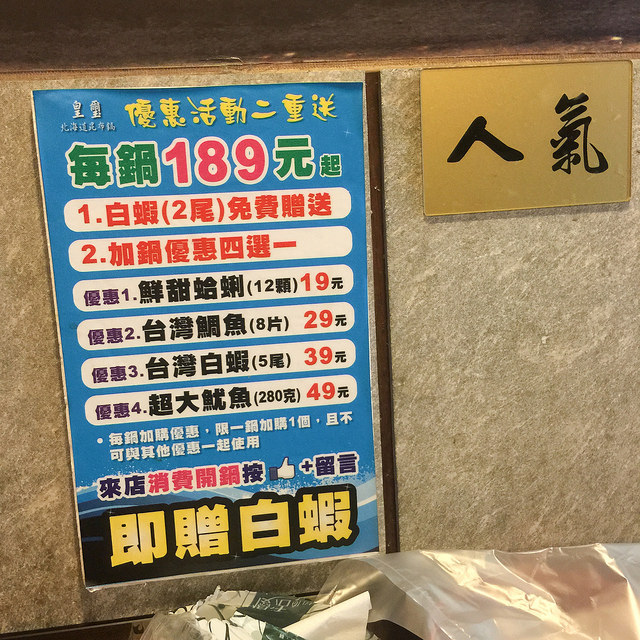 皇璽
北海道昆布鍋
優惠活動二重送
每鍋189元起
1.白蝦(2尾)免費贈送
2.加鍋優惠四選一
優惠1.鮮甜蛤蜊(12顆)19元
優惠2.台灣鯛魚(8片) 29元
優惠3.台灣白蝦(5尾) 39元
優惠4.超大魷魚(280克)49元
•每鍋加購優惠，限一鍋加購1個，且不
可與其他優惠一起使用
來店消費開鍋按 +留言
即贈白蝦
人氣